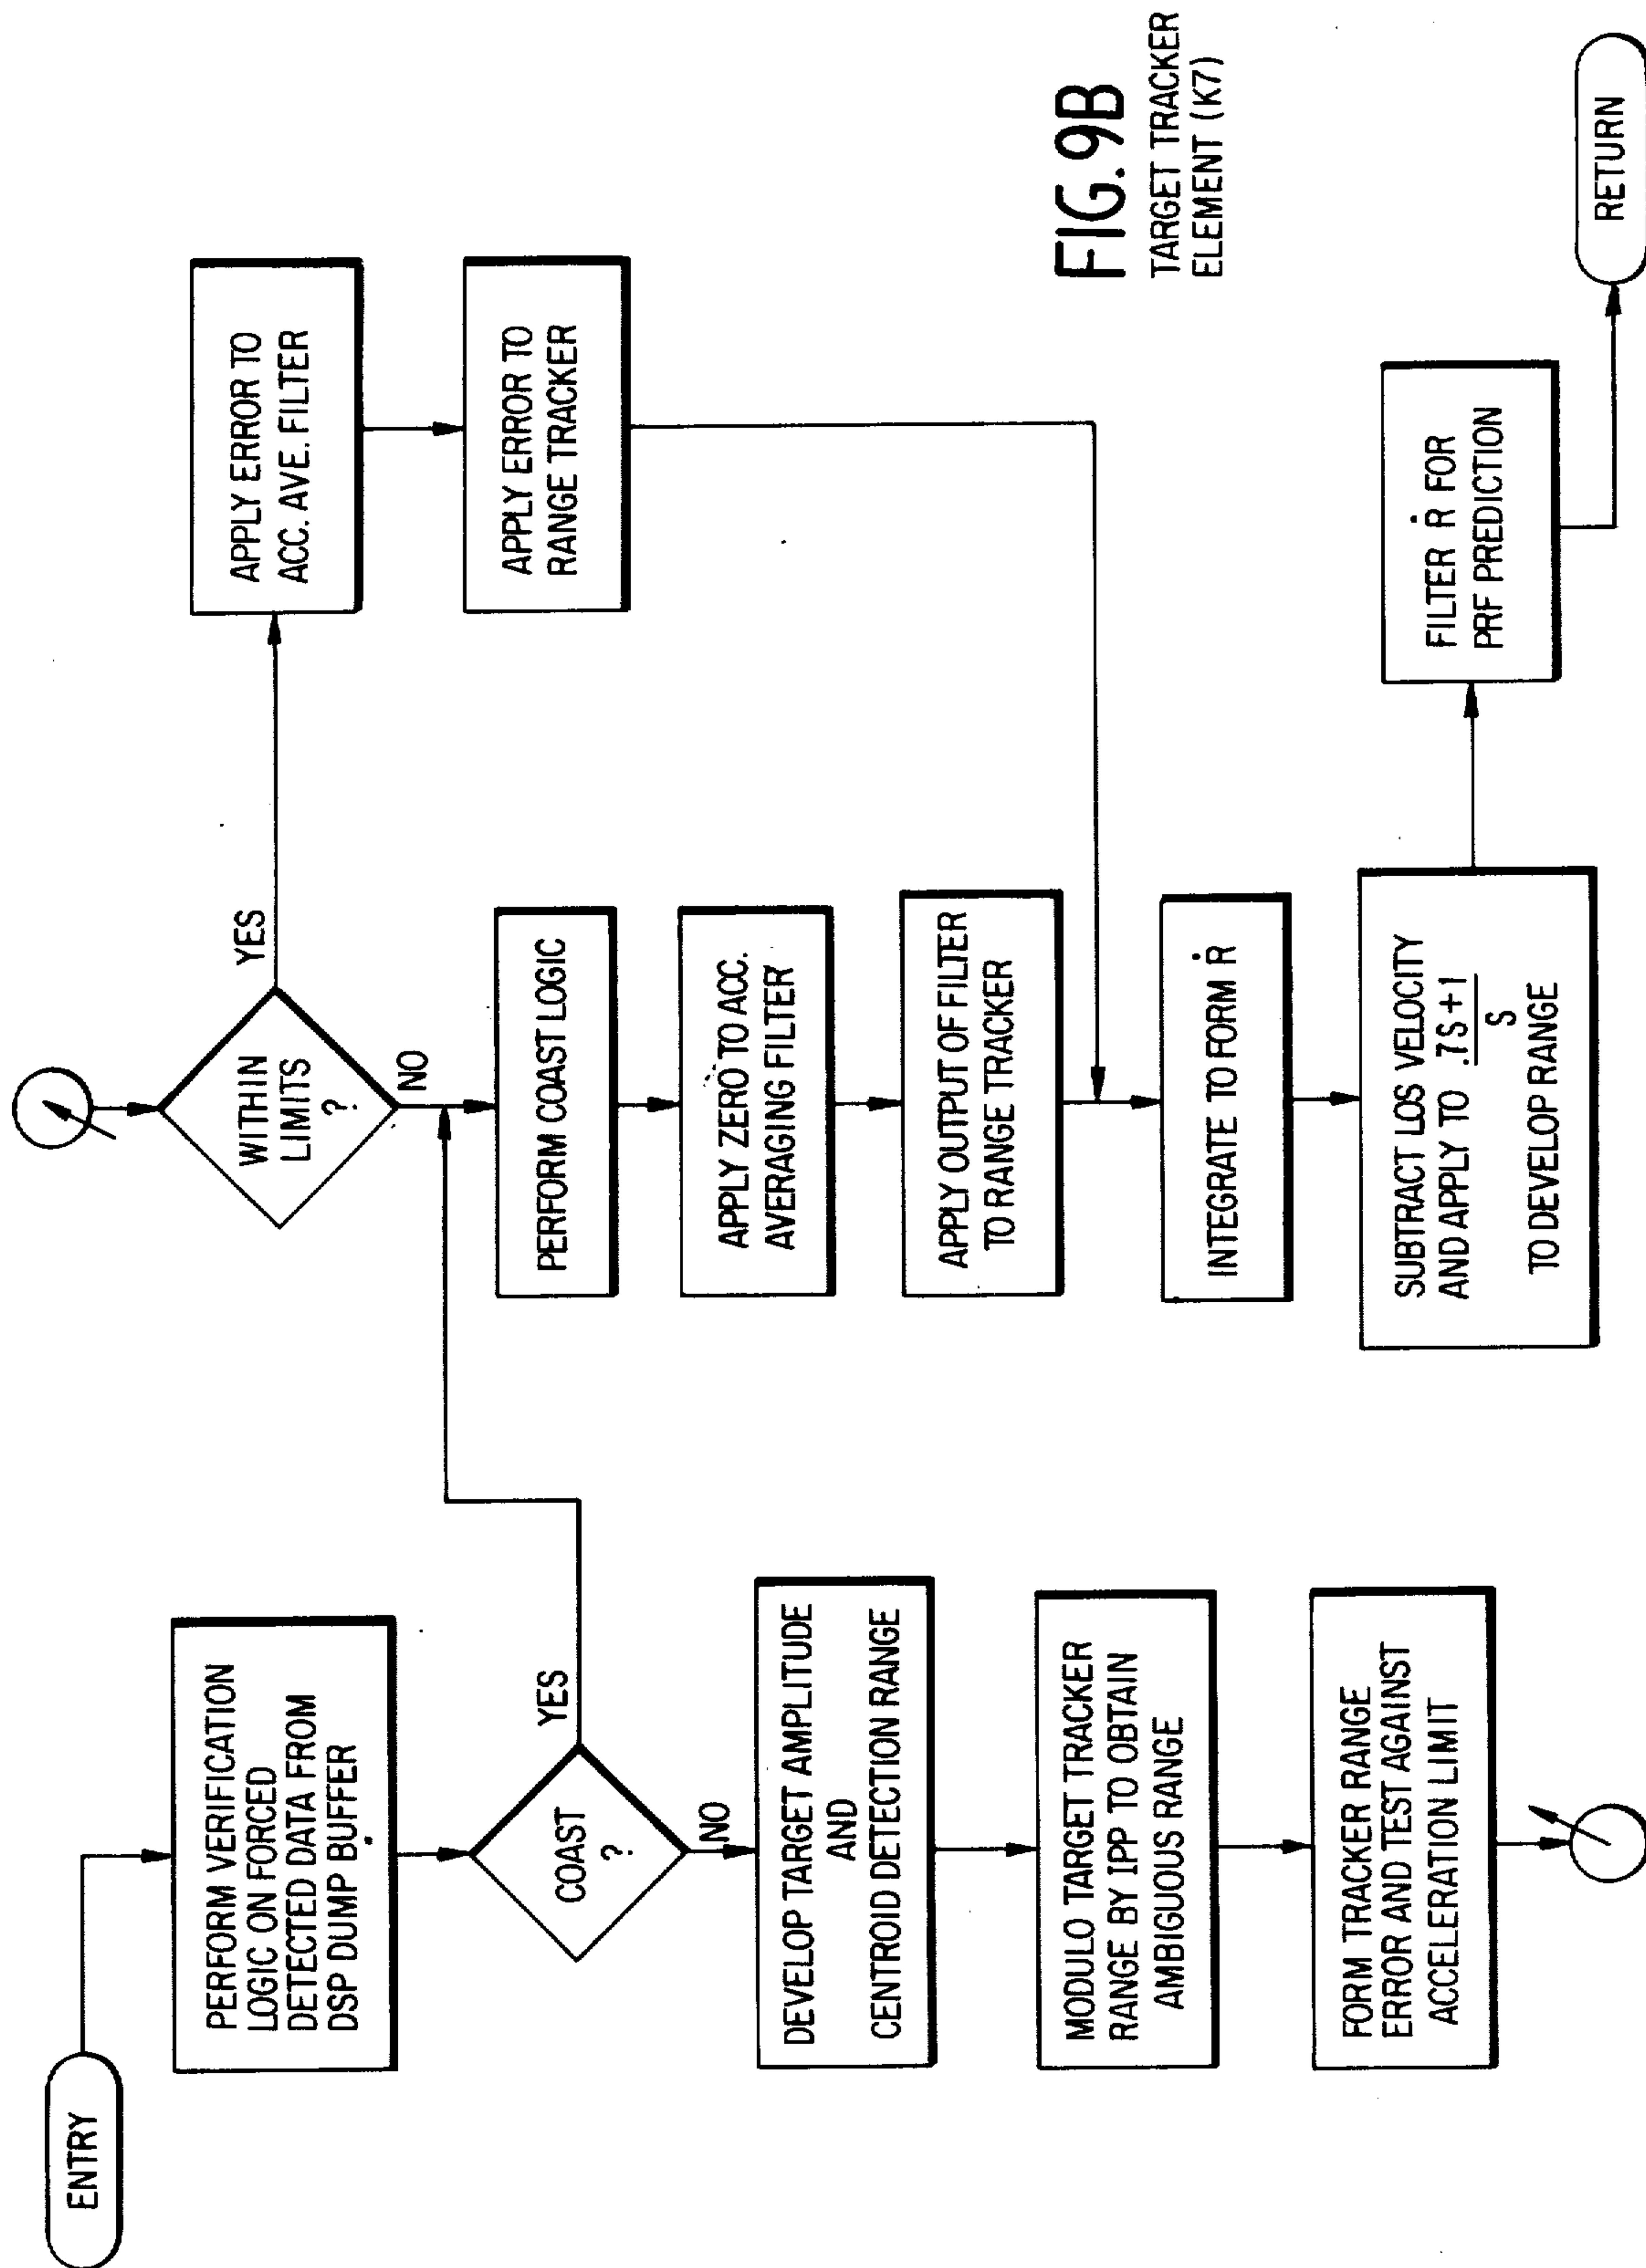 ENTRY
PERFORM VERIFICATION
LOGIC ON FORCED
DETECTED DATA FROM
DSP DUMP BUFFER
COAST
?
YES
NO
DEVELOP TARGET AMPLITUDE
AND
CENTROID DETECTION RANGE
MODULO TARGET TRACKER
RANGE BY IPP TO OBTAIN
AMBIGUOUS RANGE
FORM TRACKER RANGE
ERROR AND TEST AGAINST
ACCELERATION LIMIT
WITHIN
LIMITS
?
YES
NO
PERFORM COAST LOGIC
APPLY ZERO TO ACC.
AVERAGING FILTER
APPLY OUTPUT OF FILTER
TO RANGE TRACKER
INTEGRATE TO FORM Ṙ
SUBTRACT LOS VELOCITY
AND APPLY TO .7S+1
S
TO DEVELOP RANGE
APPLY ERROR TO
ACC. AVE. FILTER
APPLY ERROR TO
RANGE TRACKER
FILTER Ṙ FOR
PRF PREDICTION
RETURN
FIG. 9B
TARGET TRACKER
ELEMENT (K7)